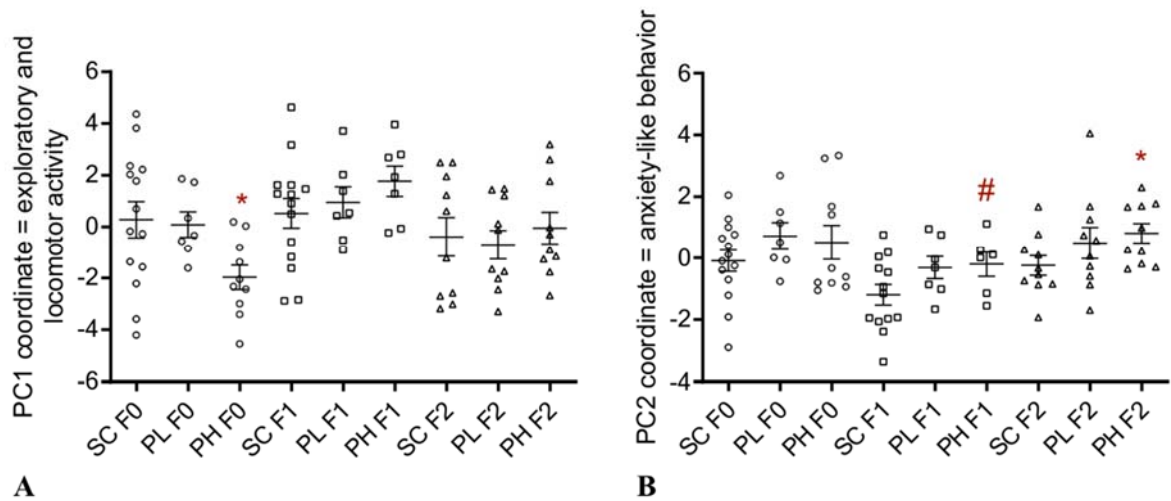 PC1 coordinate = exploratory and
locomotor activity
6
4
2
0
-2
-4
-6
*
SC F0
PL F0
PH F0
SC F1
PL F1
PH F1
SC F2
PL F2
PH F2
A
PC2 coordinate = anxiety-like behavior
6
4
2
0
-2
-4
#
*
SC F0
PL F0
PH F0
SC F1
PL F1
PH F1
SC F2
PL F2
PH F2
B